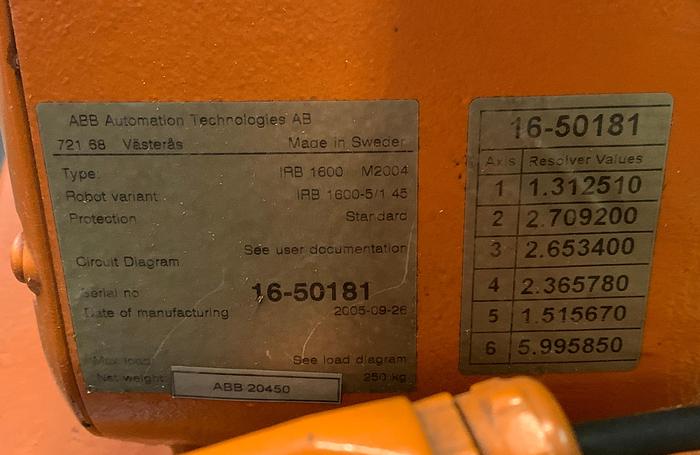 ABB Automation Technologies AB
721 68 Västerås Made in Sweder
Type: IRB 1600 M2004
Robot variant: IRB 1600-5/1.45
Protection Standard
Circuit Diagram See user documentation
Serial no 16-50181
Date of manufacturing 2005-09-26
Max load See load diagram
Net weight 250 kg
ABB 20450
16-50181
Axis Resolver Values
1 1.312510
2 2.709200
3 2.653400
4 2.365780
5 1.515670
6 5.995850